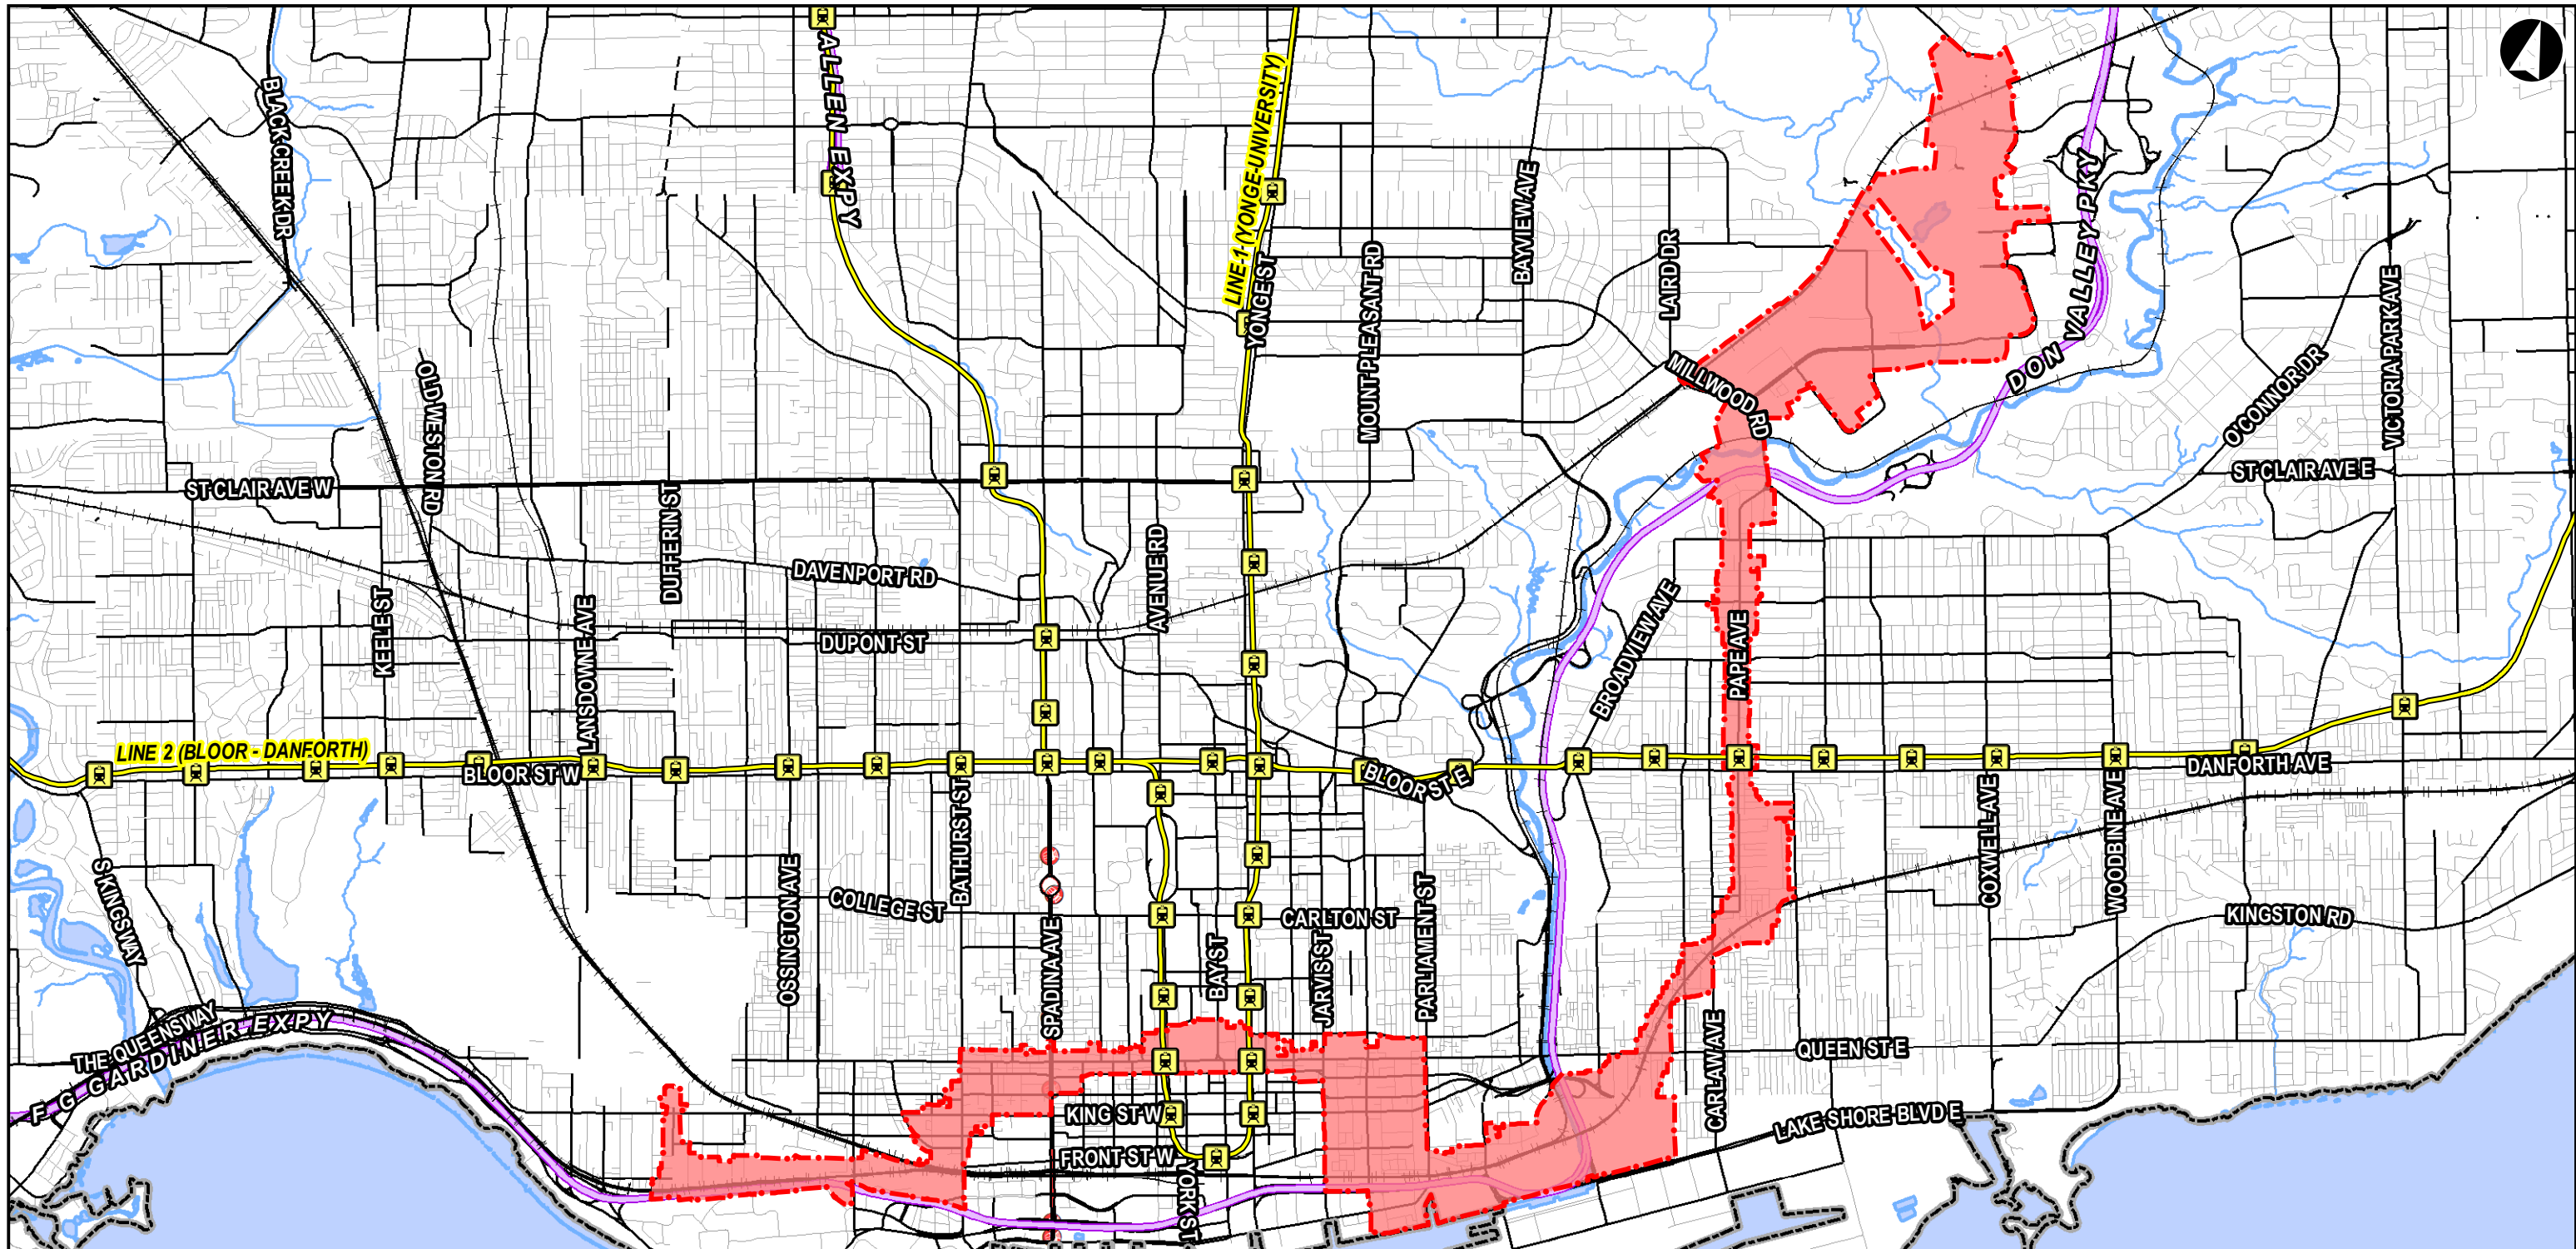 ALLEN EXPY
BLACK CREEK DR
LINE 1 (YONGE-UNIVERSITY)
YONGE ST
BAYVIEW AVE
LAIRD DR
MOUNT PLEASANT RD
DON VALLEY PKY
VICTORIA PARK AVE
O'CONNOR DR
MILLWOOD RD
OLD WESTON RD
ST CLAIR AVE W
ST CLAIR AVE E
DUFFERIN ST
DAVENPORT RD
AVENUE RD
KEELE ST
LANSDOWNE AVE
DUPONT ST
BROADVIEW AVE
PAPE AVE
LINE 2 (BLOOR - DANFORTH)
BLOOR ST W
BLOOR ST E
DANFORTH AVE
S KINGSWAY
OSSINGTON AVE
BATHURST ST
COLLEGE ST
SPADINA AVE
BAY ST
CARLTON ST
JARVIS ST
PARLIAMENT ST
COXWELL AVE
WOODBINE AVE
KINGSTON RD
THE QUEENSWAY
F G GARDINER EXPY
CARLAW AVE
QUEEN ST E
KING ST W
LAKE SHORE BLVD E
FRONT ST W
YORK ST